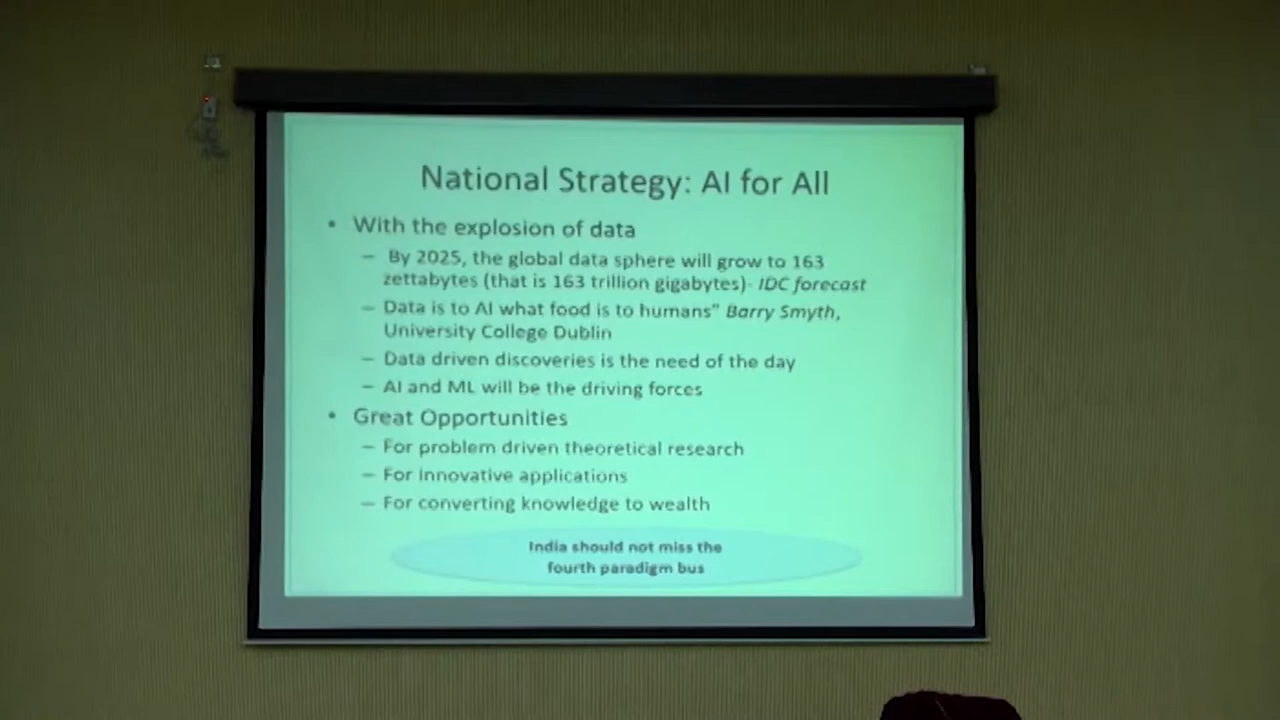 National Strategy: AI for All
• With the explosion of data
– By 2025, the global data sphere will grow to 163
zettabytes (that is 163 trillion gigabytes)- IDC forecast
– Data is to AI what food is to humans” Barry Smyth,
University College Dublin
– Data driven discoveries is the need of the day
– AI and ML will be the driving forces
• Great Opportunities
– For problem driven theoretical research
– For innovative applications
– For converting knowledge to wealth
India should not miss the
fourth paradigm bus